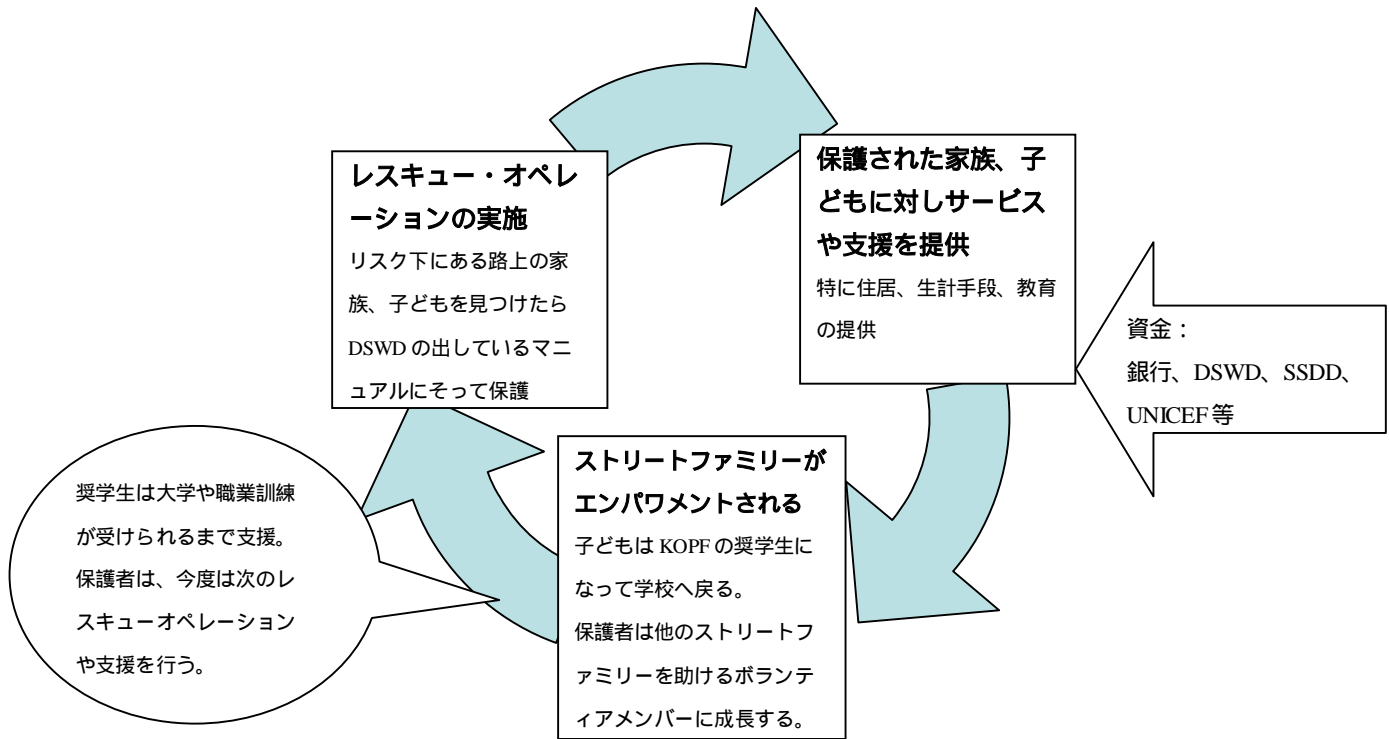 レスキュー・オペレ
ーションの実施
リスク下にある路上の家
族、子どもを見つけたら
DSWD の出しているマニ
ュアルにそって保護
保護された家族、子
どもに対しサービス
や支援を提供
特に住居、生計手段、教育
の提供
資金：
銀行、DSWD、SSDD、
UNICEF 等
ストリートファミリーが
エンパワメントされる
子どもは KOPF の奨学生に
なって学校へ戻る。
保護者は他のストリートフ
ァミリーを助けるボランテ
ィアメンバーに成長する。
奨学生は大学や職業訓練
が受けられるまで支援。
保護者は、今度は次のレ
スキューオペレーション
や支援を行う。